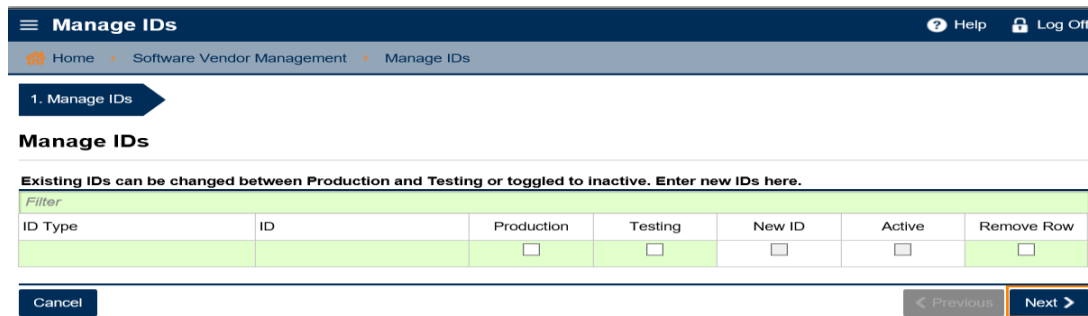 Manage IDs
Help Log Off
Home Software Vendor Management Manage IDs
1. Manage IDs
Manage IDs
Existing IDs can be changed between Production and Testing or toggled to inactive. Enter new IDs here.
Filter
ID Type ID Production Testing New ID Active Remove Row
Cancel Previous Next